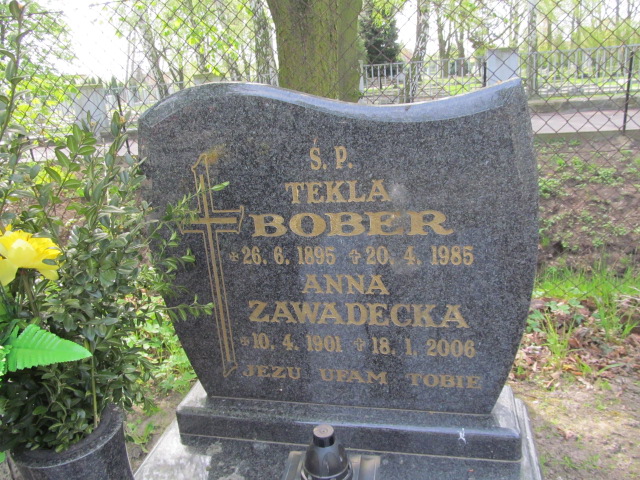 Ś. P.
TEKLA
BOBER
* 26. 6. 1895 ✝ 20. 4. 1985
ANNA
ZAWADECKA
* 10. 4. 1901 ✝ 18. 1. 2006
JEZU UFAM TOBIE